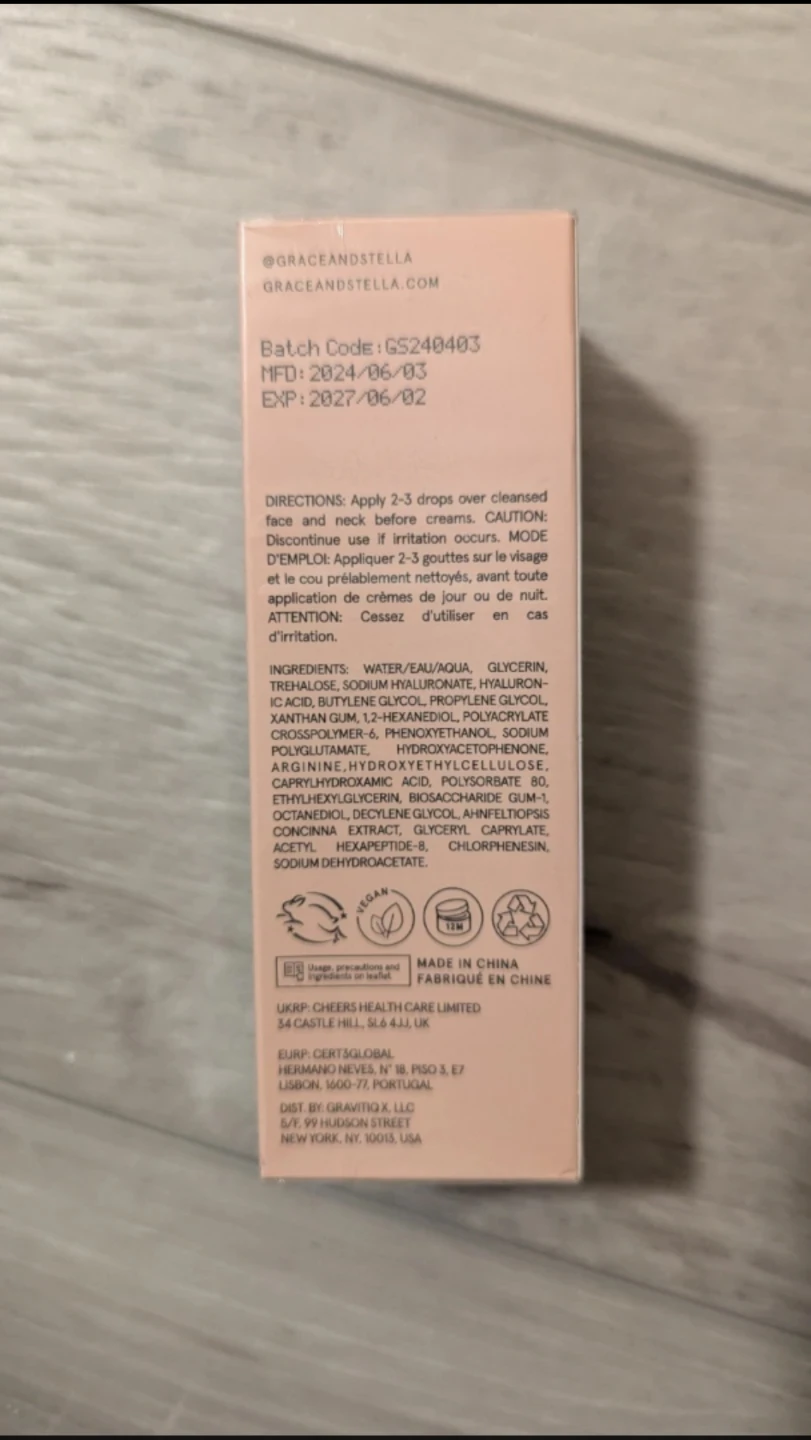 @GRACEANDSTELLA
GRACEANDSTELLA.COM
Batch Code:GS240403
MFD: 2024/06/03
EXP: 2027/06/02
DIRECTIONS: Apply 2-3 drops over cleansed
face and neck before creams. CAUTION:
Discontinue use if irritation occurs. MODE
D'EMPLOI: Appliquer 2-3 gouttes sur le visage
et le cou prélablement nettoyés, avant toute
application de crèmes de jour ou de nuit.
ATTENTION: Cessez d'utiliser en cas
d'irritation.
INGREDIENTS: WATER/EAU/AQUA, GLYCERIN,
TREHALOSE, SODIUM HYALURONATE, HYALURON-
IC ACID, BUTYLENE GLYCOL, PROPYLENE GLYCOL,
XANTHAN GUM, 1,2-HEXANEDIOL, POLYACRYLATE
CROSSPOLYMER-6, PHENOXYETHANOL, SODIUM
POLYGLUTAMATE, HYDROXYACETOPHENONE,
ARGININE,HYDROXYETHYLCELLULOSE,
CAPRYLHYDROXAMIC ACID, POLYSORBATE 80,
ETHYLHEXYLGLYCERIN, BIOSACCHARIDE GUM-1,
OCTANEDIOL, DECYLENE GLYCOL, AHNFELTIOPSIS
CONCINNA EXTRACT, GLYCERYL CAPRYLATE,
ACETYL HEXAPEPTIDE-8, CHLORPHENESIN,
SODIUM DEHYDROACETATE.
VEGAN
12M
Usage, precautions and
ingredients on leaflet
MADE IN CHINA
FABRIQUÉ EN CHINE
UKRP: CHEERS HEALTH CARE LIMITED
34 CASTLE HILL, SL6 4JJ, UK
EURP: CERT3GLOBAL
HERMANO NEVES, N° 18, PISO 3, E7
LISBON, 1600-77, PORTUGAL
DIST. BY: GRAVITIQ X, LLC
5/F, 99 HUDSON STREET
NEW YORK, NY, 10013, USA